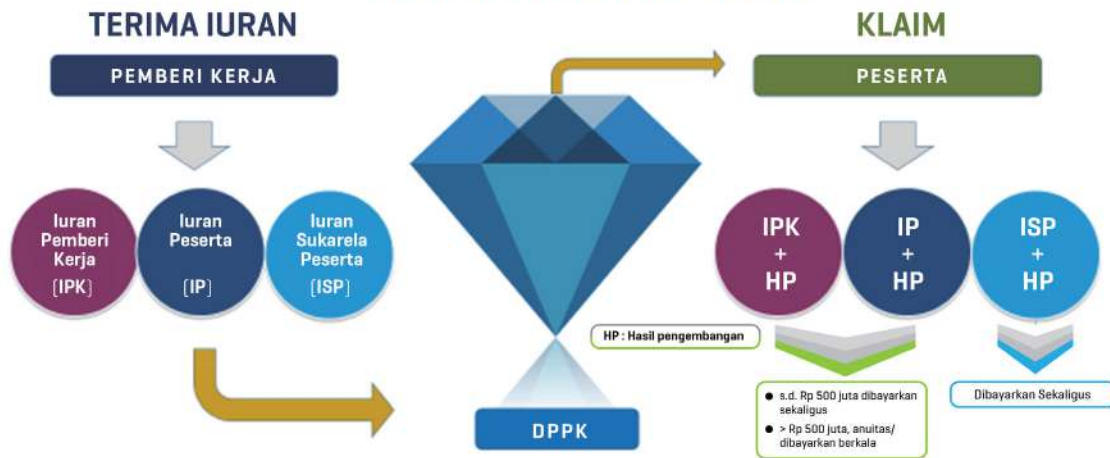 TERIMA IURAN
PEMBERI KERJA
Iuran
Pemberi
Kerja
(IPK)
Iuran
Peserta
(IP)
Iuran
Sukarela
Peserta
(ISP)
DPPK
KLAIM
PESERTA
IPK
+
HP
IP
+
HP
ISP
+
HP
HP : Hasil pengembangan
● s.d. Rp 500 juta dibayarkan
sekaligus
● > Rp 500 juta, anuitas/
dibayarkan berkala
Dibayarkan Sekaligus